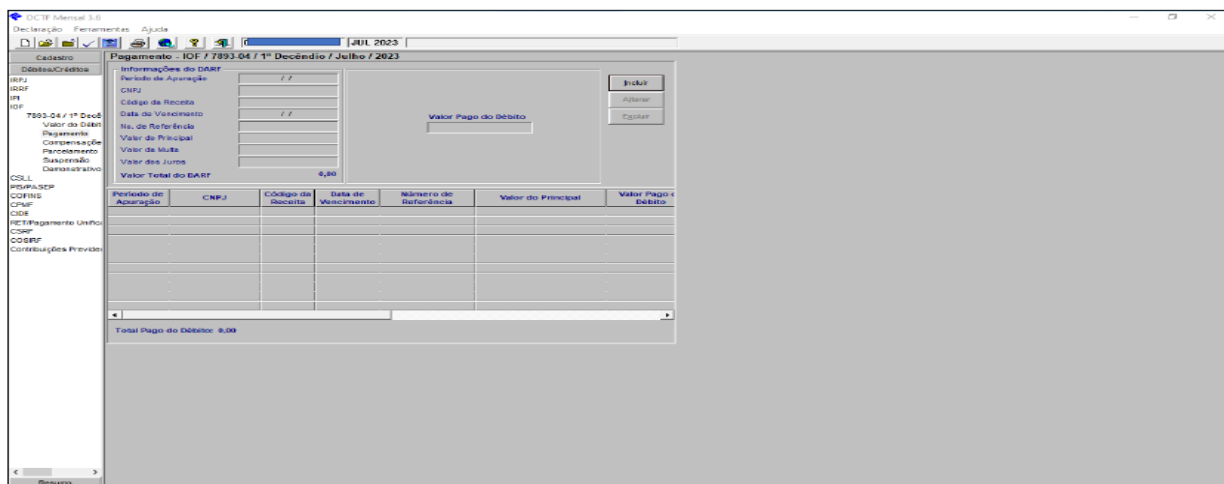 DCTF Mensal 3.6
Declaração Ferramentas Ajuda
JUL 2023
Cadastro
Débitos/Créditos
IRPJ
IRRF
IPI
IOF
7893-04 / 1º Decê
Valor do Débit
Pagamento
Compensaçõe
Parcelamento
Suspensão
Demonstrativo
CSLL
PIS/PASEP
COFINS
CPMF
CIDE
RET/Pagamento Unific
CSRF
COSIRF
Contribuições Previde
Resumo
Pagamento - IOF / 7893-04 / 1º Decêndio / Julho / 2023
Informações do DARF
Período de Apuração / /
CNPJ
Código da Receita
Data de Vencimento / /
No. de Referência
Valor do Principal
Valor da Multa
Valor dos Juros
Valor Total do DARF 0,00
Valor Pago do Débito
Incluir
Alterar
Excluir
Período de Apuração CNPJ Código da Receita Data de Vencimento Número de Referência Valor do Principal Valor Pago Débito
Total Pago do Débito: 0,00